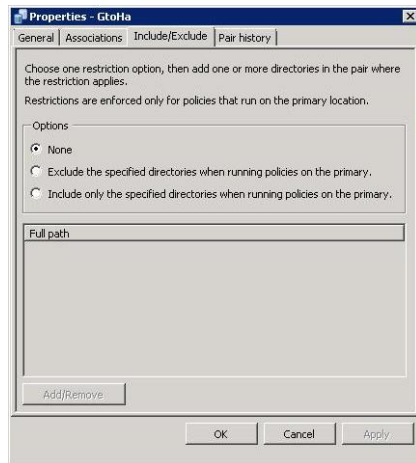 Properties - GtoHa
General
Associations
Include/Exclude
Pair history
Choose one restriction option, then add one or more directories in the pair where
the restriction applies.
Restrictions are enforced only for policies that run on the primary location.
Options
None
Exclude the specified directories when running policies on the primary.
Include only the specified directories when running policies on the primary.
Full path
Add/Remove
OK
Cancel
Apply